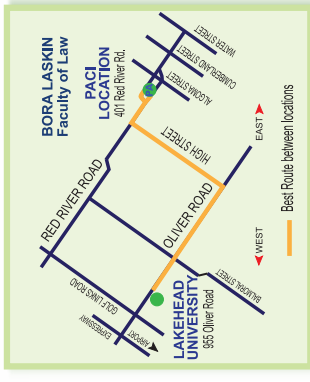 BORA LASKIN
Faculty of Law
PACI
LOCATION
401 Red River Rd.
PA
WATER STREET
CUMBERLAND STREET
ALGOMA STREET
HIGH STREET
RED RIVER ROAD
OLIVER ROAD
GOLF LINKS ROAD
EXPRESSWAY
AIRPORT
BALMORAL STREET
LAKEHEAD
UNIVERSITY
955 Oliver Road
WEST
EAST
Best Route between locations